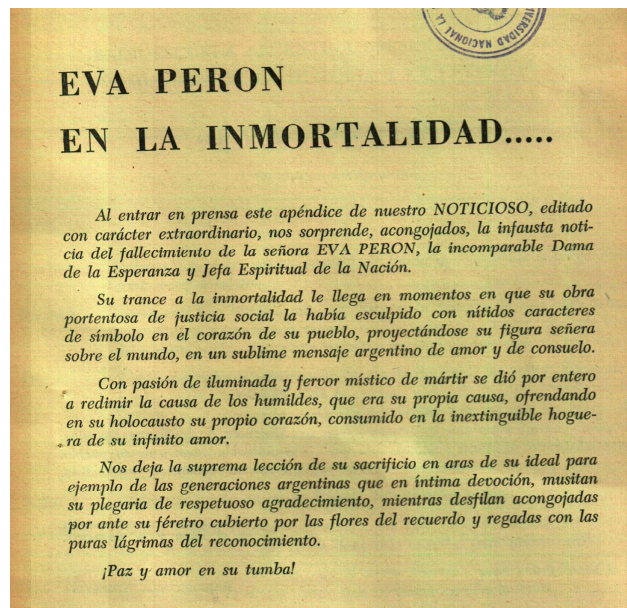 UNIVERSIDAD NACIONAL LA
EVA PERON
EN LA INMORTALIDAD.....
Al entrar en prensa este apéndice de nuestro NOTICIOSO, editado
con carácter extraordinario, nos sorprende, acongojados, la infausta noti-
cia del fallecimiento de la señora EVA PERON, la incomparable Dama
de la Esperanza y Jefa Espiritual de la Nación.
Su trance a la inmortalidad le llega en momentos en que su obra
portentosa de justicia social la había esculpido con nítidos caracteres
de símbolo en el corazón de su pueblo, proyectándose su figura señera
sobre el mundo, en un sublime mensaje argentino de amor y de consuelo.
Con pasión de iluminada y fervor místico de mártir se dió por entero
a redimir la causa de los humildes, que era su propia causa, ofrendando
en su holocausto su propio corazón, consumido en la inextinguible hogue-
ra de su infinito amor.
Nos deja la suprema lección de su sacrificio en aras de su ideal para
ejemplo de las generaciones argentinas que en íntima devoción, musitan
su plegaria de respetuoso agradecimiento, mientras desfilan acongojadas
por ante su féretro cubierto por las flores del recuerdo y regadas con las
puras lágrimas del reconocimiento.
¡Paz y amor en su tumba!